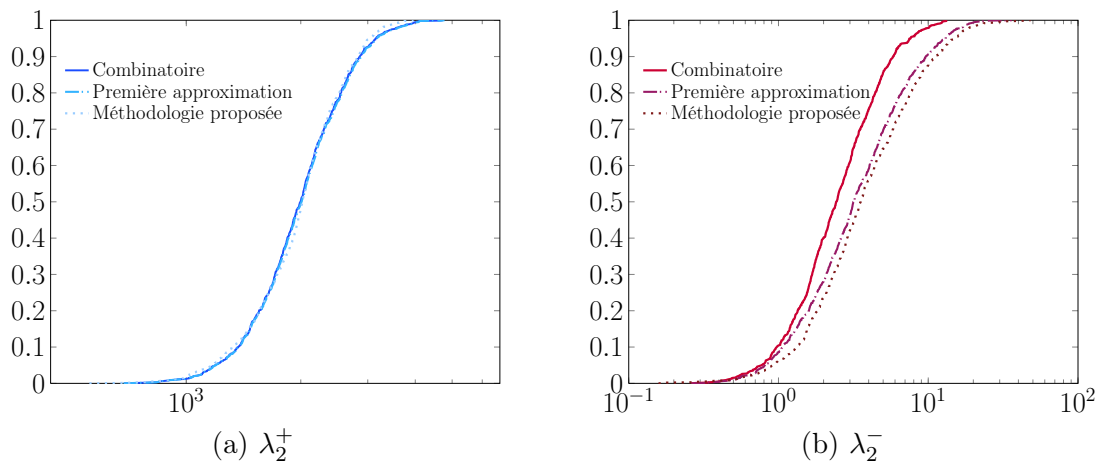 1
0.9
0.8
0.7
0.6
0.5
0.4
0.3
0.2
0.1
0
Combinatoire
Première approximation
Méthodologie proposée
10³
(a) λ₂⁺
1
0.9
0.8
0.7
0.6
0.5
0.4
0.3
0.2
0.1
0
Combinatoire
Première approximation
Méthodologie proposée
10⁻¹ 10⁰ 10¹ 10²
(b) λ₂⁻